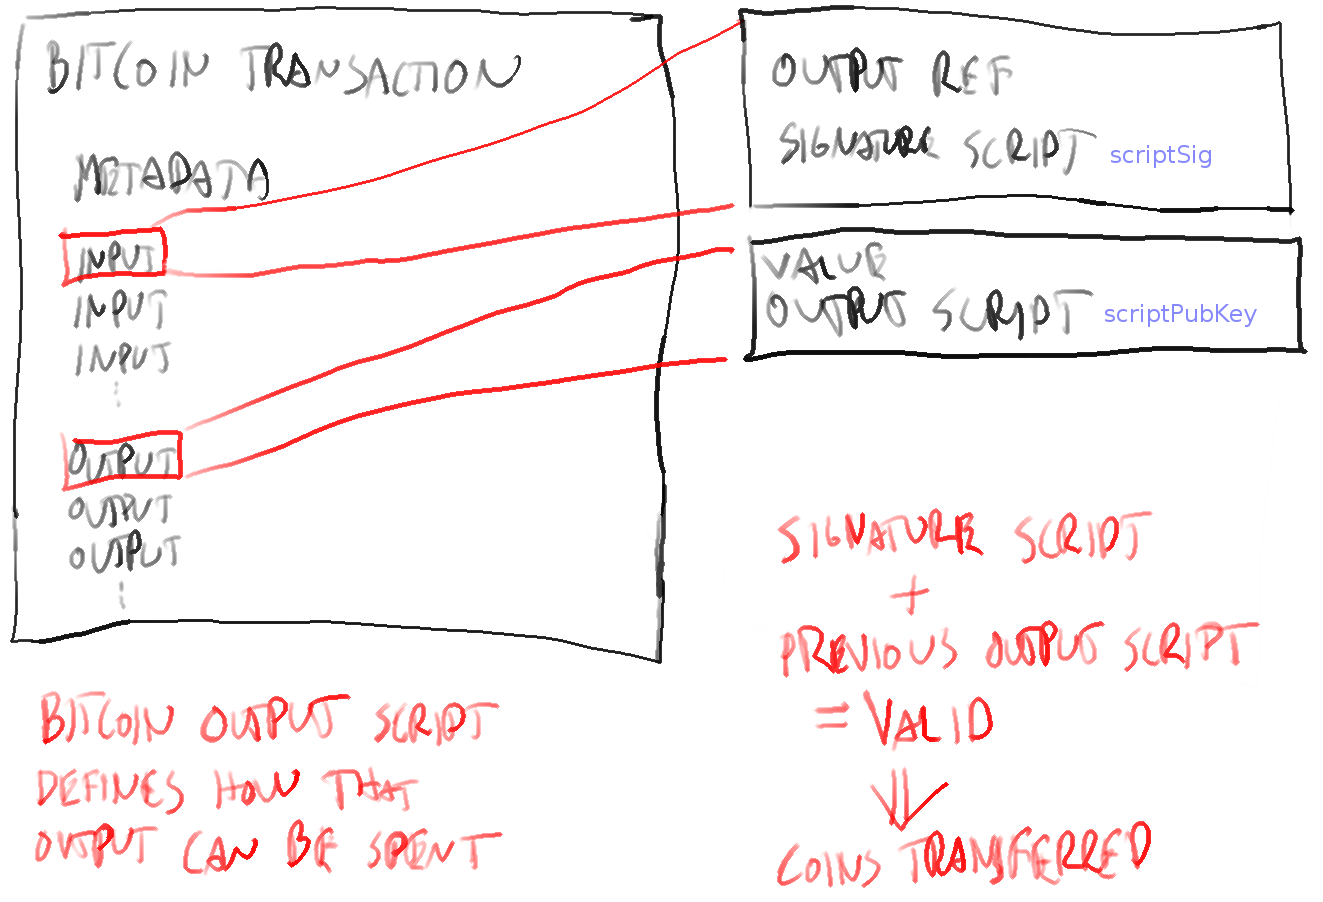 BITCOIN TRANSACTION
METADATA
INPUT
INPUT
INPUT
OUTPUT
OUTPUT
OUTPUT
OUTPUT REF
SIGNATURE SCRIPT scriptSig
VALUE
OUTPUT SCRIPT scriptPubKey
BITCOIN OUTPUT SCRIPT
DEFINES HOW THAT
OUTPUT CAN BE SPENT
SIGNATURE SCRIPT
+
PREVIOUS OUTPUT SCRIPT
= VALID
COINS TRANSFERRED